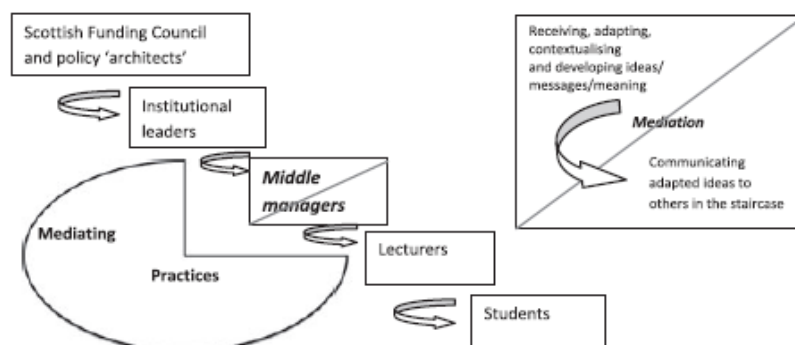 Scottish Funding Council
and policy ‘architects’
Institutional
leaders
Middle
managers
Lecturers
Students
Mediating
Practices
Receiving, adapting,
contextualising
and developing ideas/
messages/meaning
Mediation
Communicating
adapted ideas to
others in the staircase